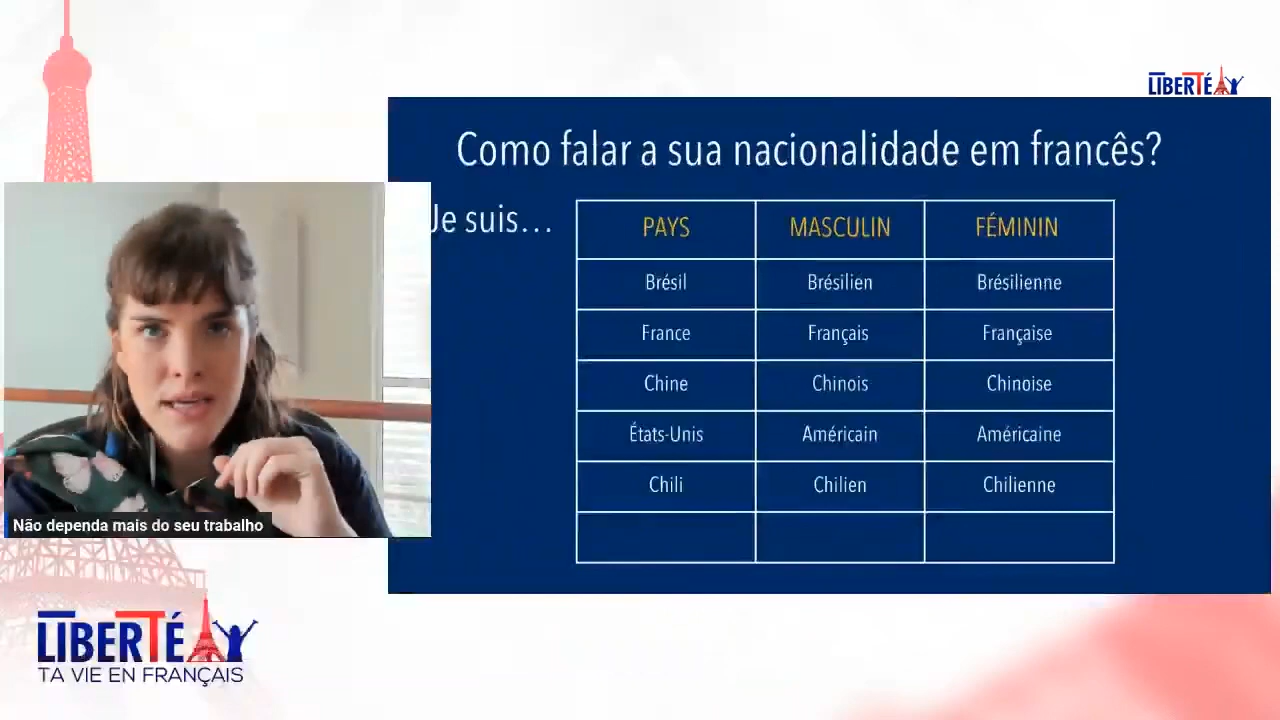 LIBERTÉ
Como falar a sua nacionalidade em francês?
Je suis...
PAYS MASCULIN FÉMININ
Brésil Brésilien Brésilienne
France Français Française
Chine Chinois Chinoise
États-Unis Américain Américaine
Chili Chilien Chilienne
Não dependa mais do seu trabalho
LIBERTÉ
TA VIE EN FRANÇAIS